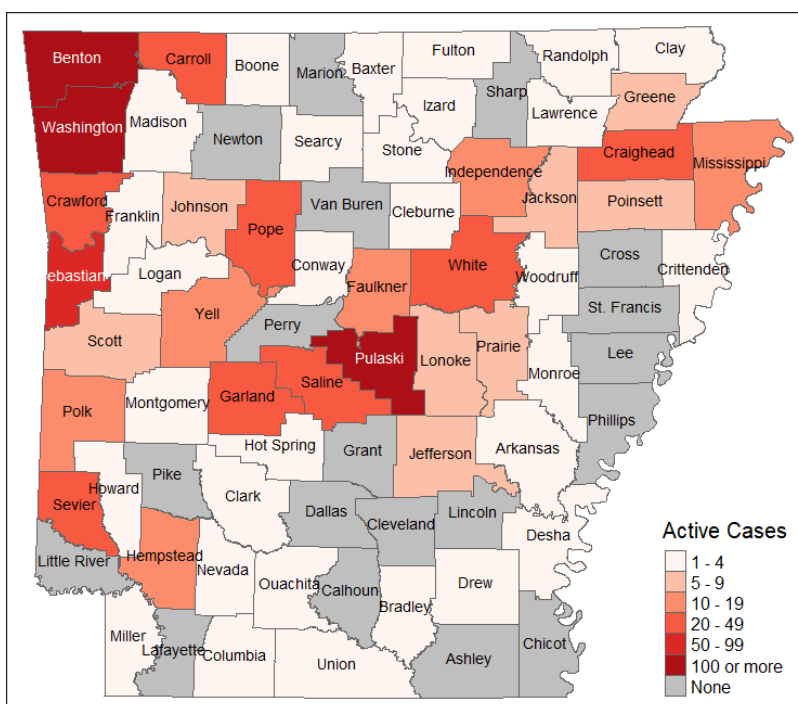 Benton
Carroll
Boone
Marion
Baxter
Fulton
Randolph
Clay
Sharp
Izard
Greene
Lawrence
Washington
Madison
Newton
Searcy
Stone
Independence
Craighead
Mississippi
Crawford
Franklin
Johnson
Pope
Van Buren
Cleburne
Jackson
Poinsett
ebastian
Logan
Conway
Faulkner
White
Woodruff
Cross
Crittenden
St. Francis
Scott
Yell
Perry
Pulaski
Lonoke
Prairie
Monroe
Lee
Phillips
Polk
Montgomery
Garland
Saline
Hot Spring
Grant
Jefferson
Arkansas
Sevier
Howard
Pike
Clark
Dallas
Cleveland
Lincoln
Desha
Little River
Hempstead
Nevada
Ouachita
Calhoun
Bradley
Drew
Miller
Lafayette
Columbia
Union
Ashley
Chicot
Active Cases
1 - 4
5 - 9
10 - 19
20 - 49
50 - 99
100 or more
None